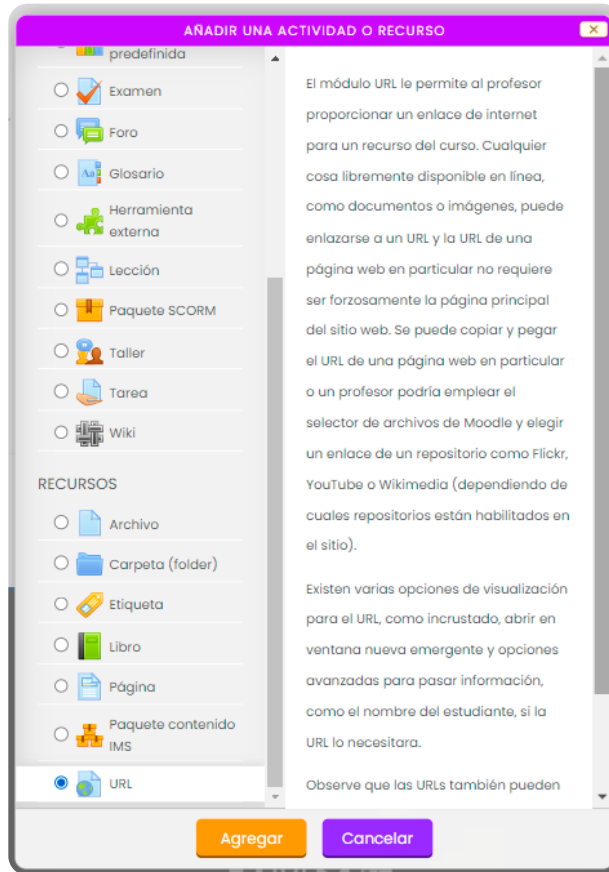 AÑADIR UNA ACTIVIDAD O RECURSO
predefinida
Examen
Foro
Glosario
Herramienta
externa
Lección
Paquete SCORM
Taller
Tarea
Wiki
RECURSOS
Archivo
Carpeta (folder)
Etiqueta
Libro
Página
Paquete contenido
IMS
URL
El módulo URL le permite al profesor
proporcionar un enlace de internet
para un recurso del curso. Cualquier
cosa libremente disponible en línea,
como documentos o imágenes, puede
enlazarse a un URL y la URL de una
página web en particular no requiere
ser forzosamente la página principal
del sitio web. Se puede copiar y pegar
el URL de una página web en particular
o un profesor podría emplear el
selector de archivos de Moodle y elegir
un enlace de un repositorio como Flickr,
YouTube o Wikimedia (dependiendo de
cuales repositorios están habilitados en
el sitio).
Existen varias opciones de visualización
para el URL, como incrustado, abrir en
ventana nueva emergente y opciones
avanzadas para pasar información,
como el nombre del estudiante, si la
URL lo necesitara.
Observe que las URLs también pueden
Agregar
Cancelar